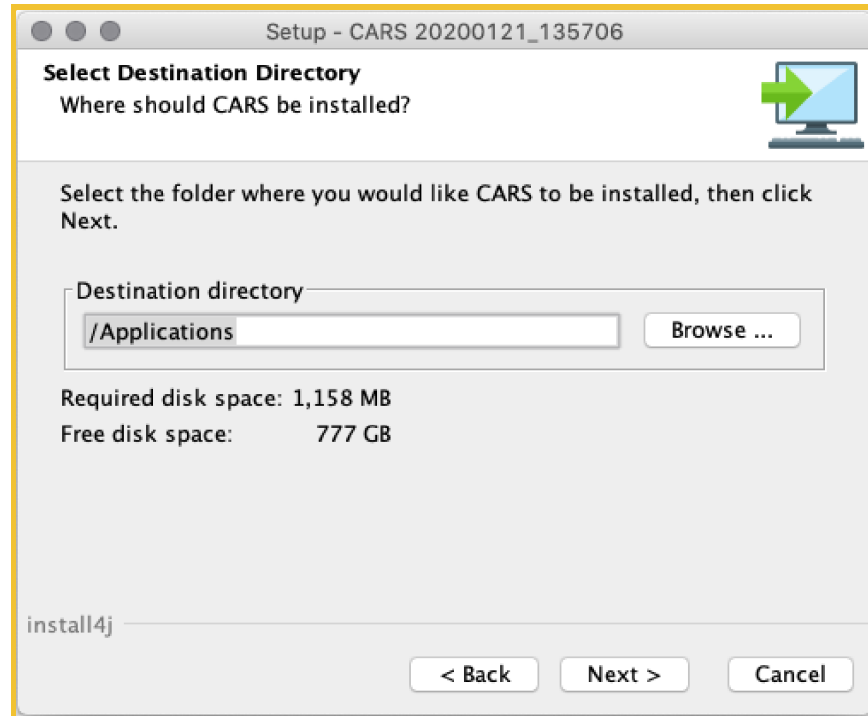 Setup - CARS 20200121_135706
Select Destination Directory
Where should CARS be installed?
Select the folder where you would like CARS to be installed, then click
Next.
Destination directory
/Applications
Browse ...
Required disk space: 1,158 MB
Free disk space: 777 GB
install4j
< Back Next > Cancel